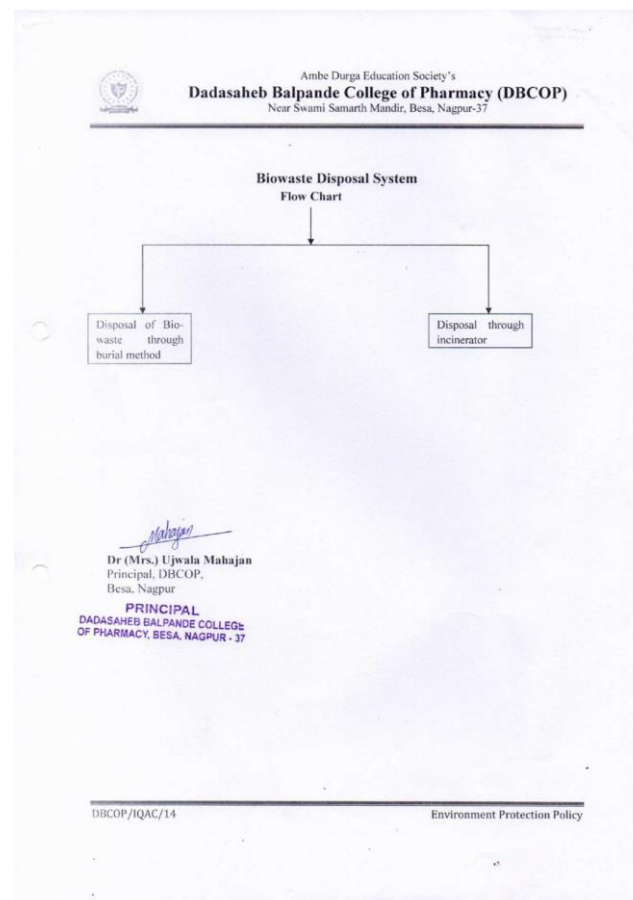 Ambe Durga Education Society's
Dadasaheb Balpande College of Pharmacy (DBCOP)
Near Swami Samarth Mandir, Besa, Nagpur-37
Biowaste Disposal System
Flow Chart
Disposal of Bio-
waste through
burial method
Disposal through
incinerator
Mahajan
Dr (Mrs.) Ujwala Mahajan
Principal, DBCOP,
Besa, Nagpur
PRINCIPAL
DADASAHEB BALPANDE COLLEGE
OF PHARMACY, BESA, NAGPUR - 37
DBCOP/IQAC/14
Environment Protection Policy